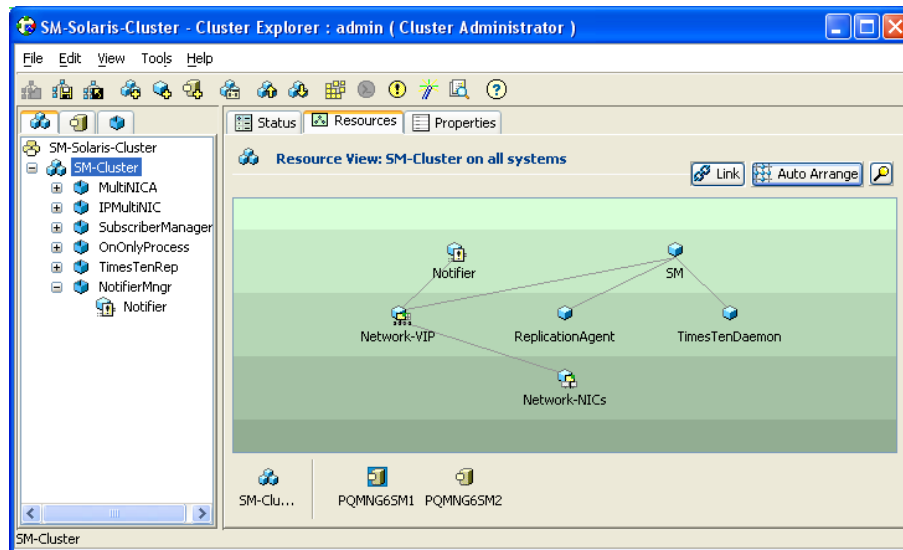 SM-Solaris-Cluster - Cluster Explorer : admin ( Cluster Administrator )
File Edit View Tools Help
Status Resources Properties
SM-Solaris-Cluster
SM-Cluster
MultiNICA
IPMultiNIC
SubscriberManager
OnOnlyProcess
TimesTenRep
NotifierMngr
Notifier
Resource View: SM-Cluster on all systems
Link Auto Arrange
Notifier SM
Network-VIP ReplicationAgent TimesTenDaemon
Network-NICs
SM-Clu... PQMNG6SM1 PQMNG6SM2
SM-Cluster